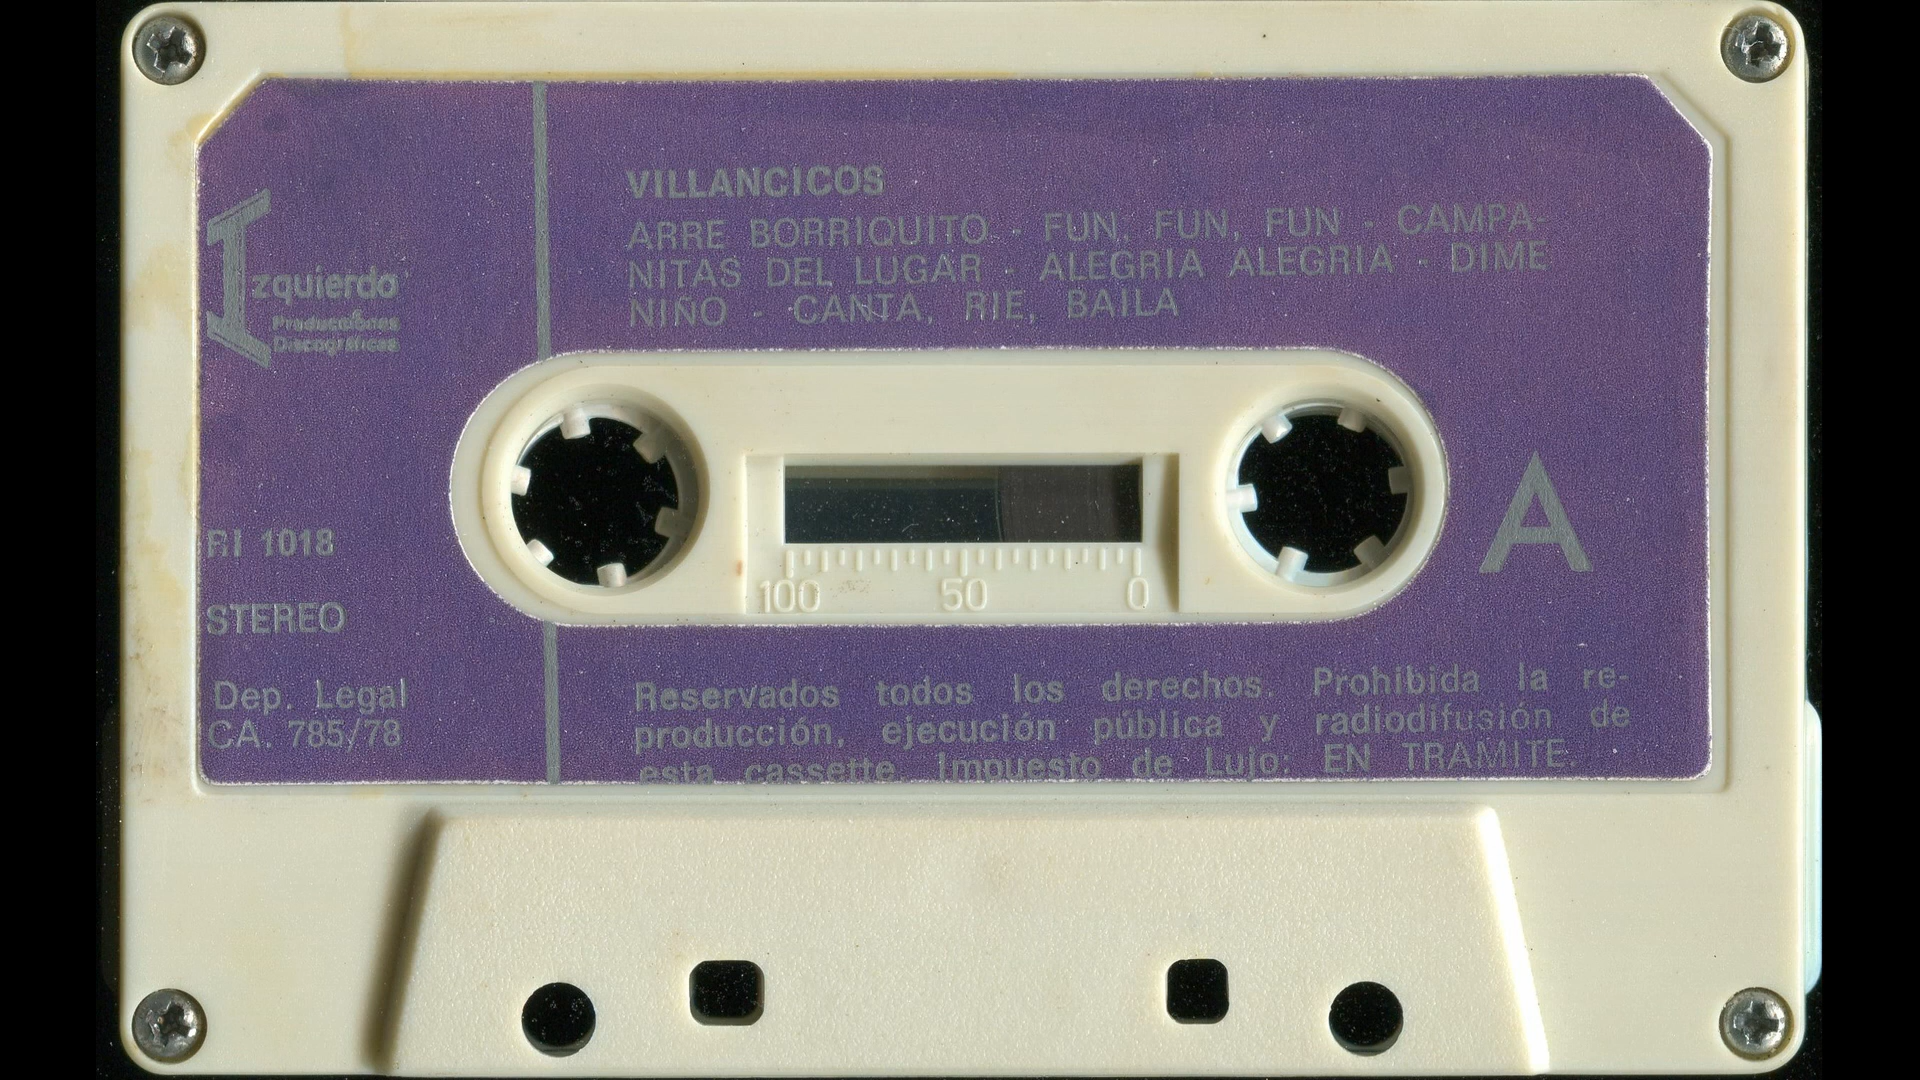 VILLANCICOS
ARRE BORRIQUITO - FUN, FUN, FUN - CAMPA-
NITAS DEL LUGAR - ALEGRIA ALEGRIA - DIME
NIÑO - CANTA, RIE, BAILA
Izquierdo
Producciones
Discográficas
A
RI 1018
STEREO
100 50 0
Dep. Legal
CA. 785/78
Reservados todos los derechos. Prohibida la re-
producción, ejecución pública y radiodifusión de
esta cassette. Impuesto de Lujo: EN TRAMITE.